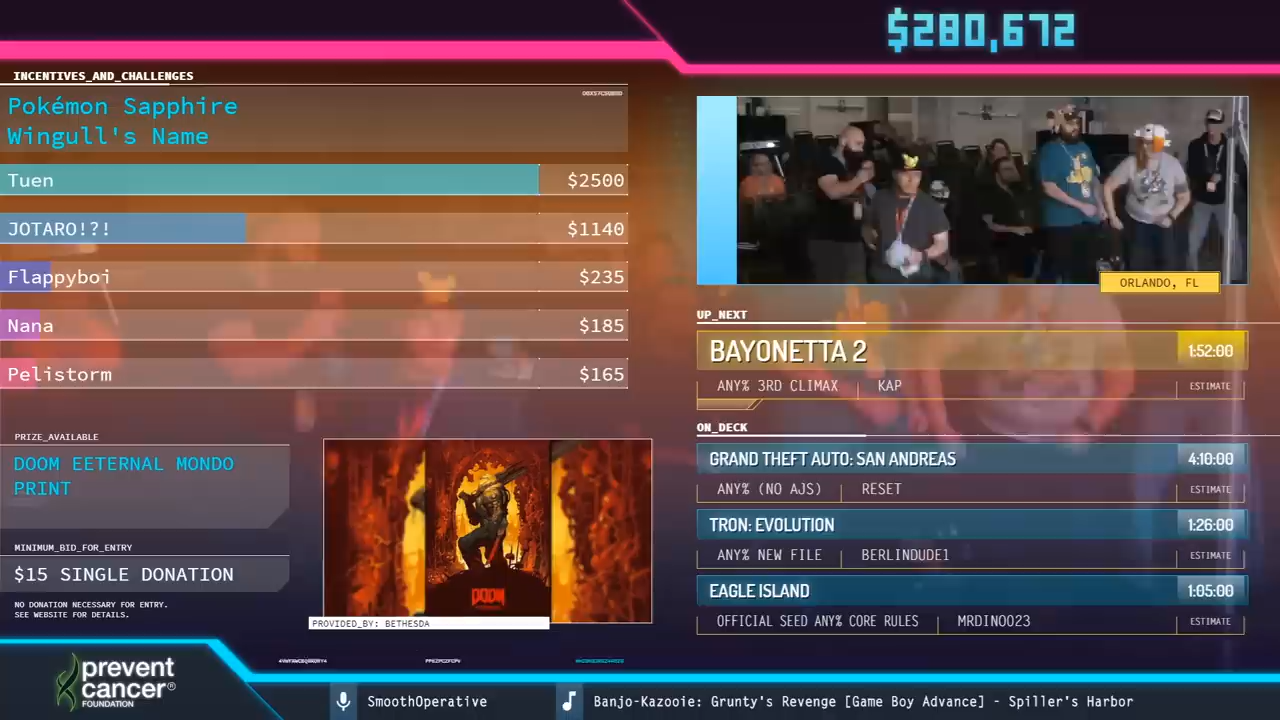 $280,672
INCENTIVES_AND_CHALLENGES
Pokémon Sapphire
Wingull's Name
Tuen $2500
JOTARO!?! $1140
Flappyboi $235
Nana $185
Pelistorm $165
PRIZE_AVAILABLE
DOOM EETERNAL MONDO
PRINT
MINIMUM_BID_FOR_ENTRY
$15 SINGLE DONATION
NO DONATION NECESSARY FOR ENTRY.
SEE WEBSITE FOR DETAILS.
DOOM
PROVIDED_BY: BETHESDA
ORLANDO, FL
UP_NEXT
BAYONETTA 2 1:52:00
ANY% 3RD CLIMAX KAP ESTIMATE
ON_DECK
GRAND THEFT AUTO: SAN ANDREAS 4:10:00
ANY% (NO AJS) RESET ESTIMATE
TRON: EVOLUTION 1:26:00
ANY% NEW FILE BERLINDUDE1 ESTIMATE
EAGLE ISLAND 1:05:00
OFFICIAL SEED ANY% CORE RULES MRDINO023 ESTIMATE
prevent
cancer®
FOUNDATION
SmoothOperative
Banjo-Kazooie: Grunty's Revenge [Game Boy Advance] - Spiller's Harbor